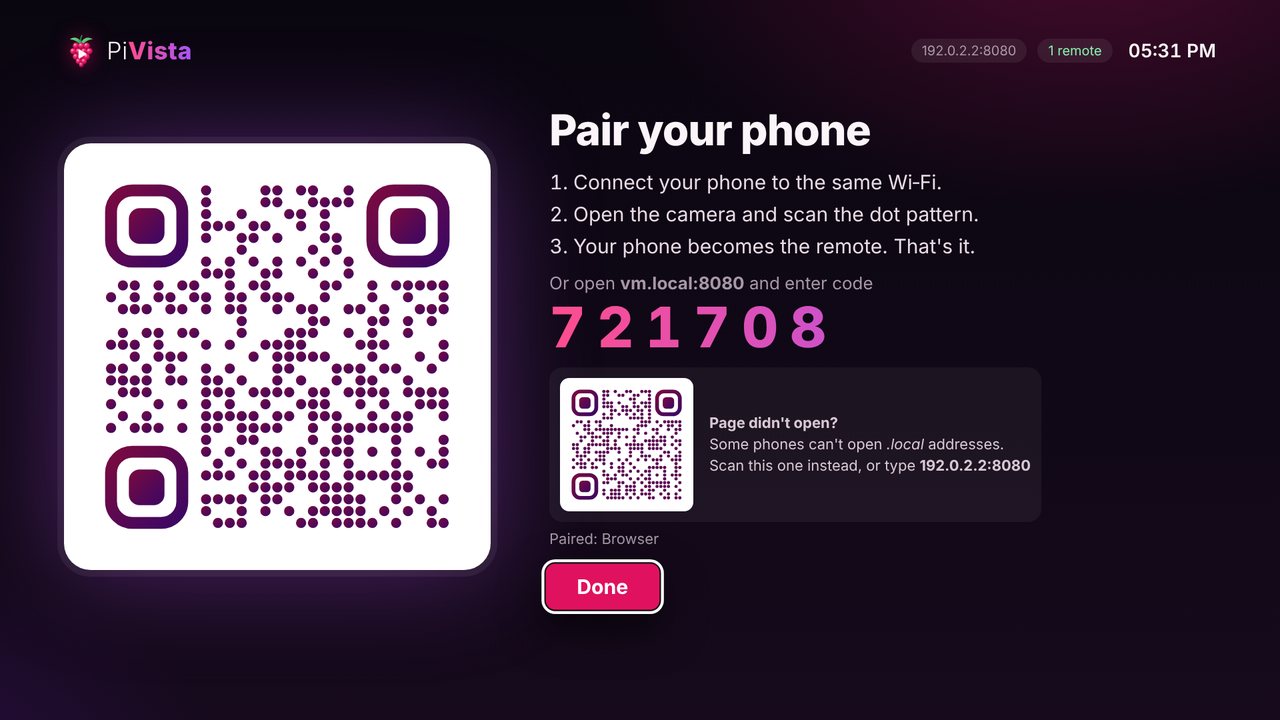 PiVista
192.0.2.2:8080
1 remote
05:31 PM
Pair your phone
1. Connect your phone to the same Wi-Fi.
2. Open the camera and scan the dot pattern.
3. Your phone becomes the remote. That's it.
Or open vm.local:8080 and enter code
721708
Page didn't open?
Some phones can't open .local addresses.
Scan this one instead, or type 192.0.2.2:8080
Paired: Browser
Done